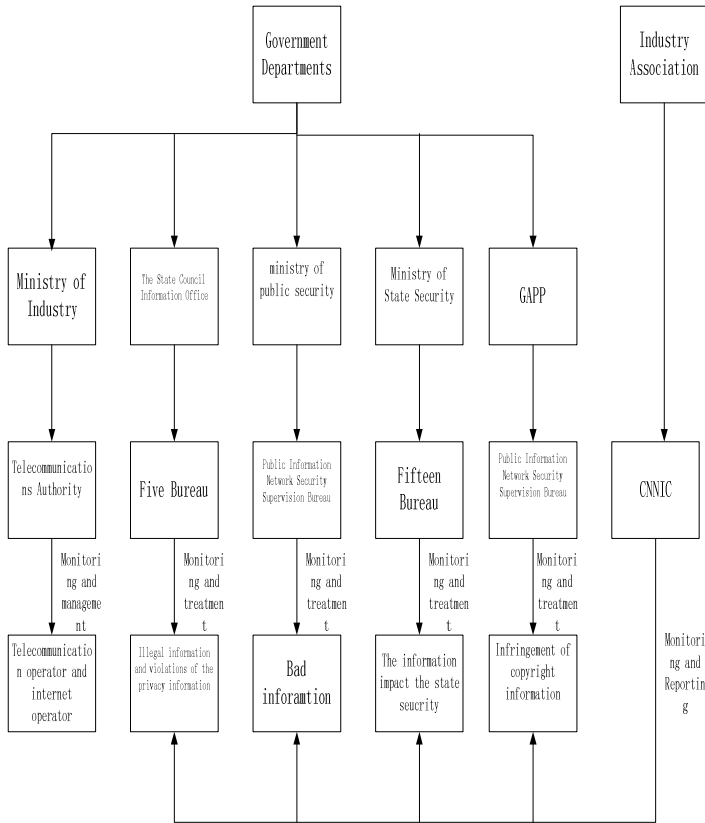 Government
Departments
Industry
Association
Ministry of
Industry
The State Council
Information Office
ministry of
public security
Ministry of
State Security
GAPP
Telecommunicatio
ns Authority
Five Bureau
Public Information
Network Security
Supervision Bureau
Fifteen
Bureau
Public Information
Network Security
Supervision Bureau
CNNIC
Monitori
ng and
manageme
nt
Monitori
ng and
treatmen
t
Monitori
ng and
treatmen
t
Monitori
ng and
treatmen
t
Monitori
ng and
treatmen
t
Monitori
ng and
Reportin
g
Telecommunicatio
n operator and
internet
operator
Illegal information
and violations of the
privacy information
Bad
inforamtion
The information
impact the state
seucrity
Infringement of
copyright
information